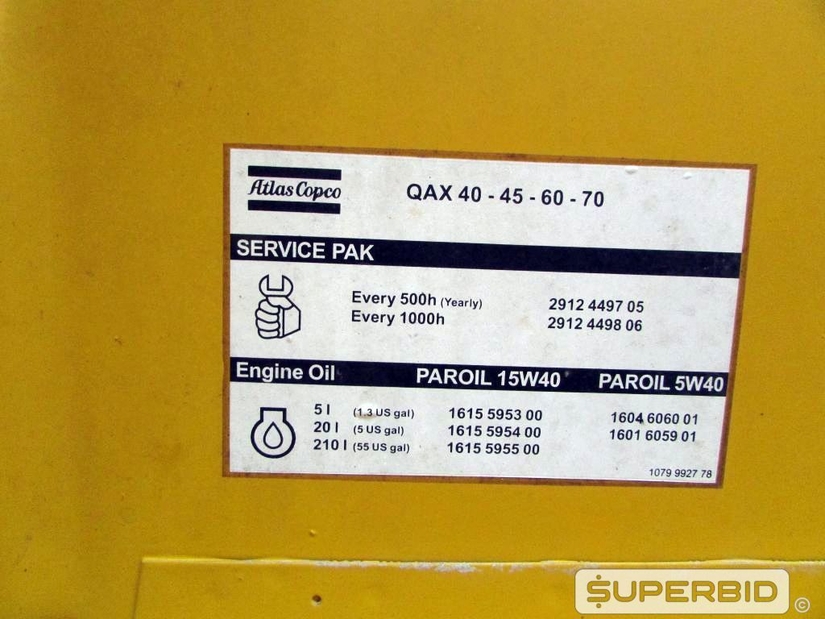 Atlas Copco
QAX 40 - 45 - 60 - 70
SERVICE PAK
Every 500h (Yearly) 2912 4497 05
Every 1000h 2912 4498 06
Engine Oil PAROIL 15W40 PAROIL 5W40
5 l (1.3 US gal) 1615 5953 00 1604 6060 01
20 l (5 US gal) 1615 5954 00 1601 6059 01
210 l (55 US gal) 1615 5955 00
1079 9927 78
$UPERBID ©